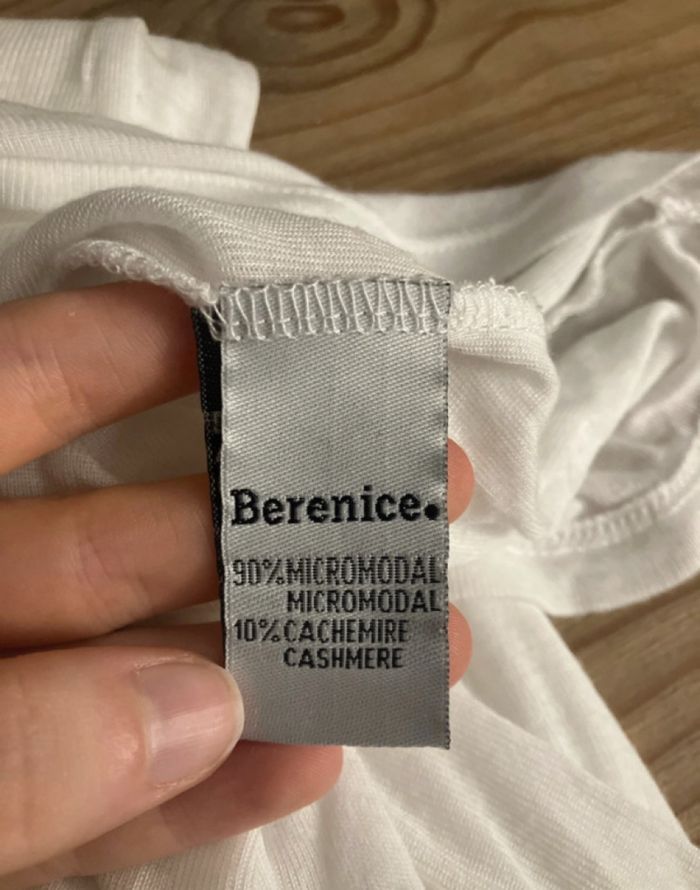 Berenice.
90% MICROMODAL
MICROMODAL
10% CACHEMIRE
CASHMERE